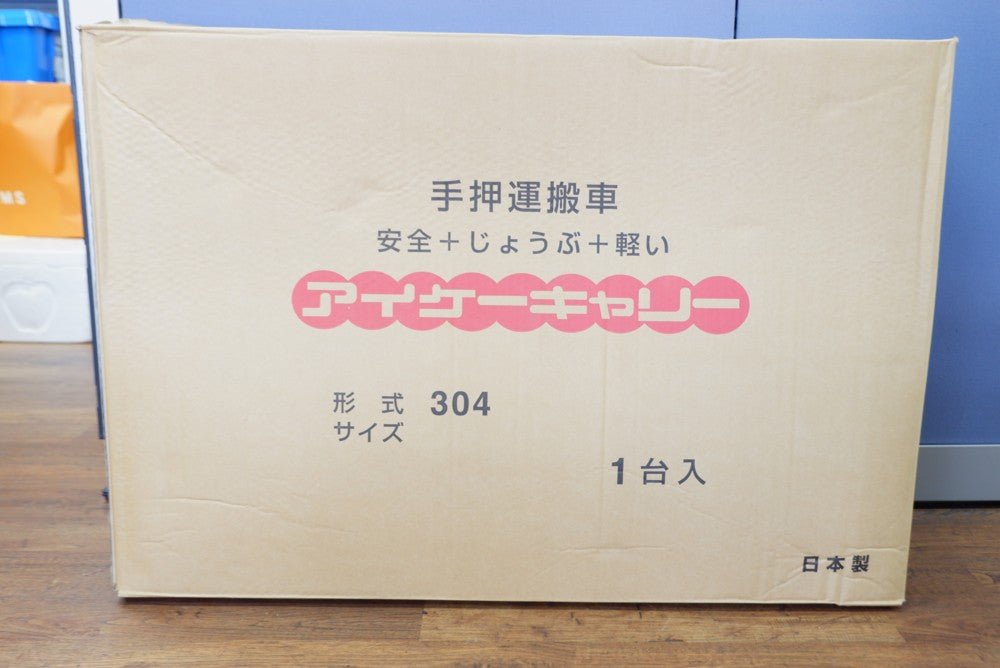 手押運搬車
安全＋じょうぶ＋軽い
アイケーキャリー
形 式 304
サイズ
1台入
日本製
MS